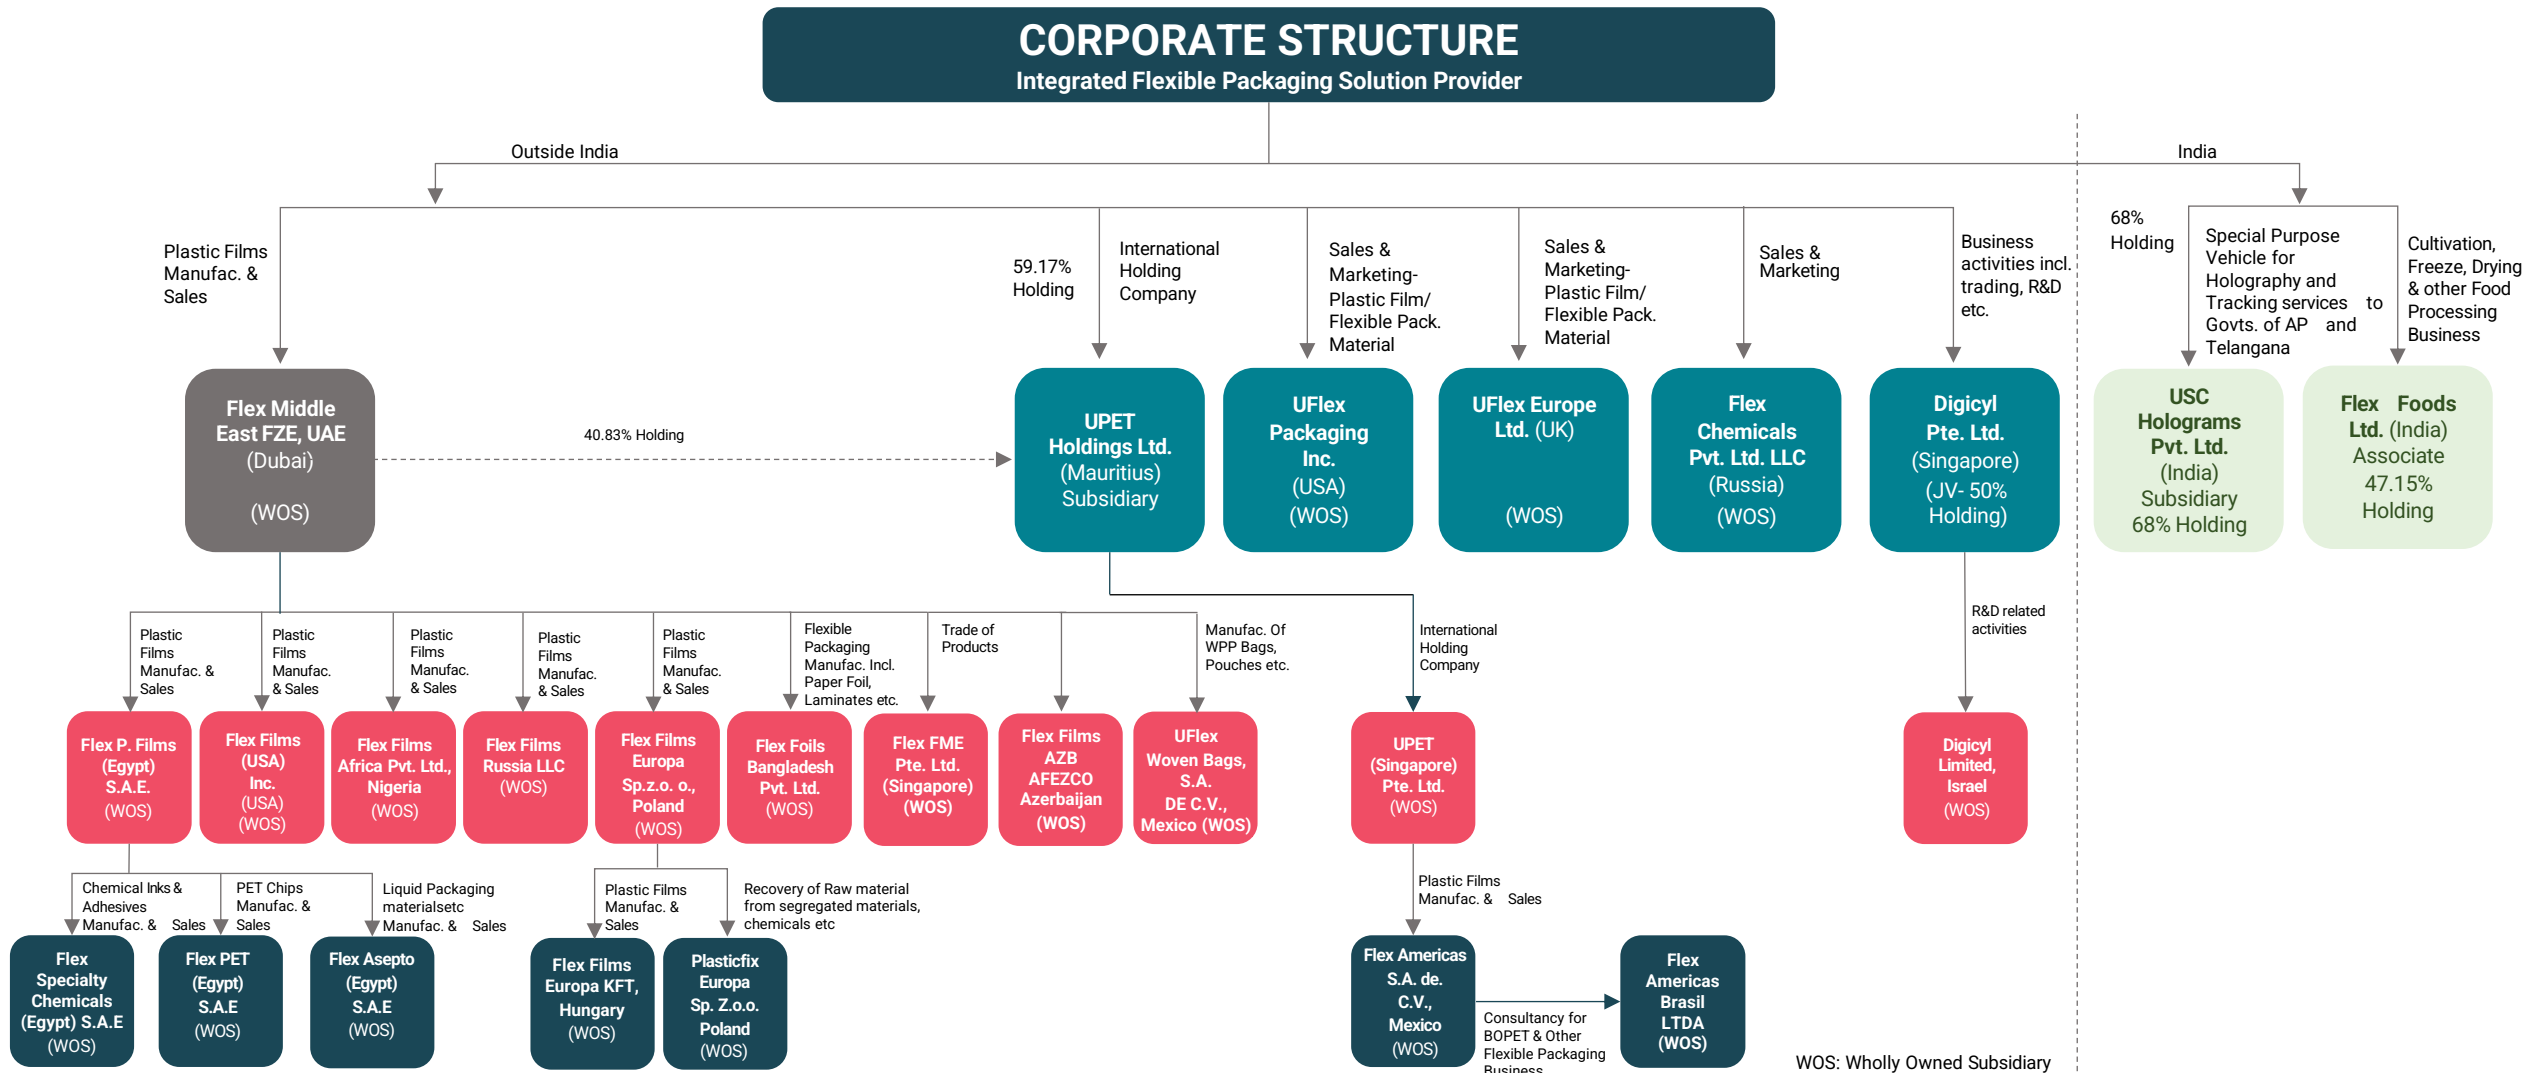 CORPORATE STRUCTURE
Integrated Flexible Packaging Solution Provider
Outside India
India
Plastic Films
Manufac. &
Sales
59.17%
Holding
International
Holding
Company
Sales &
Marketing-
Plastic Film/
Flexible Pack.
Material
Sales &
Marketing-
Plastic Film/
Flexible Pack.
Material
Sales &
Marketing
Business
activities incl.
trading, R&D
etc.
68%
Holding
Special Purpose
Vehicle for
Holography and
Tracking services to
Govts. of AP and
Telangana
Cultivation,
Freeze, Drying
& other Food
Processing
Business
Flex Middle
East FZE, UAE
(Dubai)
(WOS)
40.83% Holding
UPET
Holdings Ltd.
(Mauritius)
Subsidiary
UFlex
Packaging
Inc.
(USA)
(WOS)
UFlex Europe
Ltd. (UK)
(WOS)
Flex
Chemicals
Pvt. Ltd. LLC
(Russia)
(WOS)
Digicyl
Pte. Ltd.
(Singapore)
(JV- 50%
Holding)
USC
Holograms
Pvt. Ltd.
(India)
Subsidiary
68% Holding
Flex Foods
Ltd. (India)
Associate
47.15%
Holding
Plastic
Films
Manufac. &
Sales
Plastic
Films
Manufac.
& Sales
Plastic
Films
Manufac.
& Sales
Plastic
Films
Manufac.
& Sales
Plastic
Films
Manufac.
& Sales
Flexible
Packaging
Manufac. Incl.
Paper Foil,
Laminates etc.
Trade of
Products
Manufac. Of
WPP Bags,
Pouches etc.
International
Holding
Company
R&D related
activities
Flex P. Films
(Egypt)
S.A.E.
(WOS)
Flex Films
(USA)
Inc.
(USA)
(WOS)
Flex Films
Africa Pvt. Ltd.,
Nigeria
(WOS)
Flex Films
Russia LLC
(WOS)
Flex Films
Europa
Sp.z.o. o.,
Poland
(WOS)
Flex Foils
Bangladesh
Pvt. Ltd.
(WOS)
Flex FME
Pte. Ltd.
(Singapore)
(WOS)
Flex Films
AZB
AFEZCO
Azerbaijan
(WOS)
UFlex
Woven Bags,
S.A.
DE C.V.,
Mexico (WOS)
UPET
(Singapore)
Pte. Ltd.
(WOS)
Digicyl
Limited,
Israel
(WOS)
Chemical Inks &
Adhesives
Manufac. & Sales
PET Chips
Manufac. &
Sales
Liquid Packaging
materialsetc
Manufac. & Sales
Plastic Films
Manufac. &
Sales
Recovery of Raw material
from segregated materials,
chemicals etc
Plastic Films
Manufac. & Sales
Flex
Specialty
Chemicals
(Egypt) S.A.E
(WOS)
Flex PET
(Egypt)
S.A.E
(WOS)
Flex Asepto
(Egypt)
S.A.E
(WOS)
Flex Films
Europa KFT,
Hungary
(WOS)
Plasticfix
Europa
Sp. Z.o.o.
Poland
(WOS)
Flex Americas
S.A. de.
C.V.,
Mexico
(WOS)
Consultancy for
BOPET & Other
Flexible Packaging
Business
Flex
Americas
Brasil
LTDA
(WOS)
WOS: Wholly Owned Subsidiary